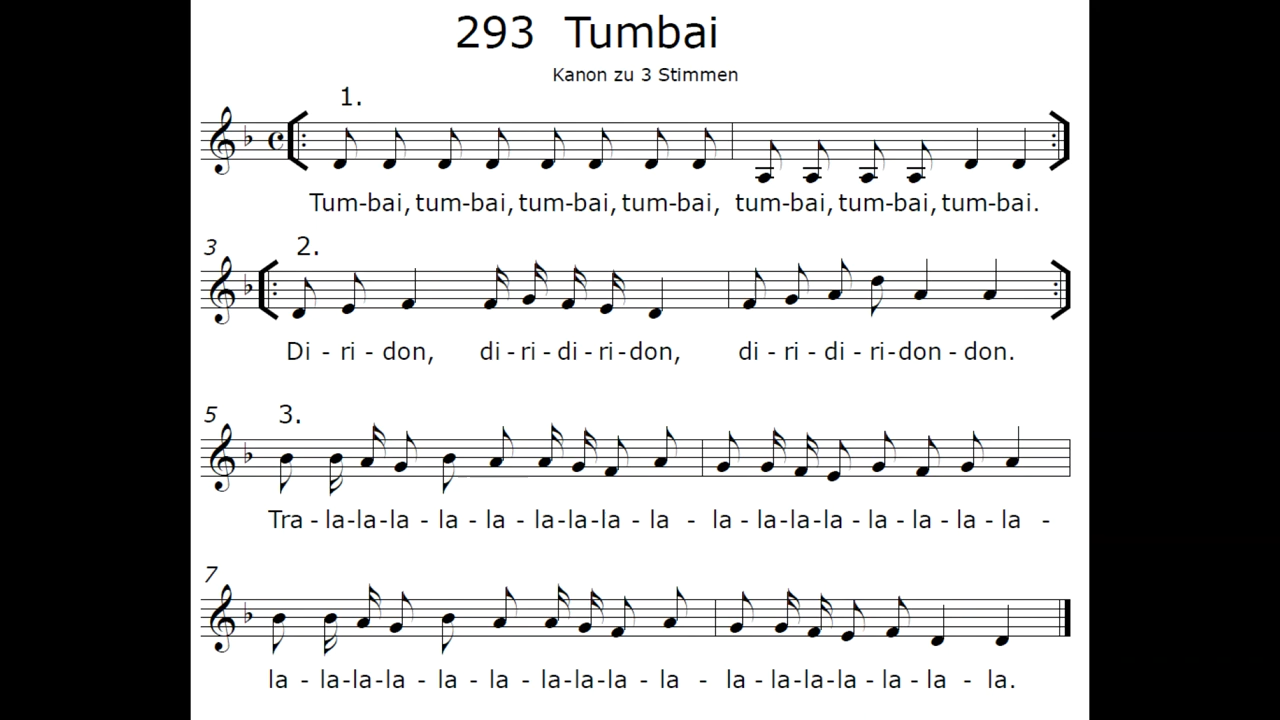 293 Tumbai
Kanon zu 3 Stimmen
1.
Tum-bai, tum-bai, tum-bai, tum-bai, tum-bai, tum-bai, tum-bai.
3 2.
Di - ri - don, di - ri - di - ri - don, di - ri - di - ri - don - don.
5 3.
Tra - la-la-la - la - la - la-la-la - la - la - la-la-la - la - la - la - la -
7
la - la-la-la - la - la - la-la-la - la - la - la-la-la - la - la - la.